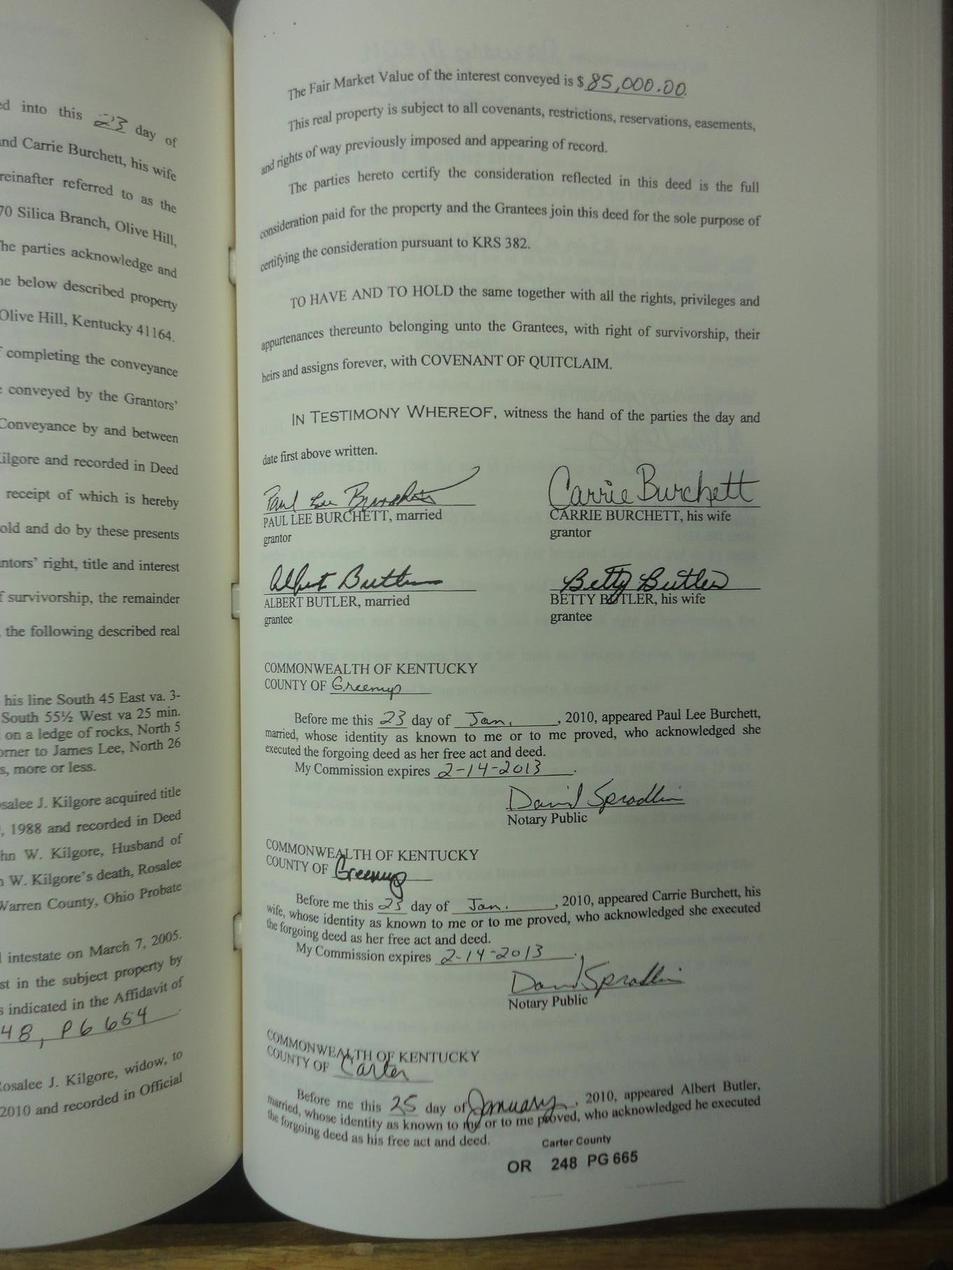 ed into this 23 day of
and Carrie Burchett, his wife
reinafter referred to as the
70 Silica Branch, Olive Hill,
The parties acknowledge and
he below described property
Olive Hill, Kentucky 41164.
f completing the conveyance
e conveyed by the Grantors'
Conveyance by and between
Kilgore and recorded in Deed
receipt of which is hereby
old and do by these presents
antors' right, title and interest
f survivorship, the remainder
the following described real
his line South 45 East va. 3-
South 55½ West va 25 min.
on a ledge of rocks, North 5
orner to James Lee, North 26
s, more or less.
osalee J. Kilgore acquired title
, 1988 and recorded in Deed
hn W. Kilgore, Husband of
n W. Kilgore's death, Rosalee
Warren County, Ohio Probate
l intestate on March 7, 2005.
st in the subject property by
s indicated in the Affidavit of
48, PG 654
Rosalee J. Kilgore, widow, to
2010 and recorded in Official
The Fair Market Value of the interest conveyed is $ 85,000.00
This real property is subject to all covenants, restrictions, reservations, easements,
and rights of way previously imposed and appearing of record.
The parties hereto certify the consideration reflected in this deed is the full
consideration paid for the property and the Grantees join this deed for the sole purpose of
certifying the consideration pursuant to KRS 382.
TO HAVE AND TO HOLD the same together with all the rights, privileges and
appurtenances thereunto belonging unto the Grantees, with right of survivorship, their
heirs and assigns forever, with COVENANT OF QUITCLAIM.
IN TESTIMONY WHEREOF, witness the hand of the parties the day and
date first above written.
Paul Lee Burchett Carrie Burchett
PAUL LEE BURCHETT, married CARRIE BURCHETT, his wife
grantor grantor
Albert Butler Betty Butler
ALBERT BUTLER, married BETTY BUTLER, his wife
grantee grantee
COMMONWEALTH OF KENTUCKY
COUNTY OF Greenup
Before me this 23 day of Jan. , 2010, appeared Paul Lee Burchett,
married, whose identity as known to me or to me proved, who acknowledged she
executed the forgoing deed as her free act and deed.
My Commission expires 2-14-2013 .
David Spradlin
Notary Public
COMMONWEALTH OF KENTUCKY
COUNTY OF Greenup
Before me this 23 day of Jan. , 2010, appeared Carrie Burchett, his
wife, whose identity as known to me or to me proved, who acknowledged she executed
the forgoing deed as her free act and deed.
My Commission expires 2-14-2013 .
David Spradlin
Notary Public
COMMONWEALTH OF KENTUCKY
COUNTY OF Carter
Before me this 25 day of January , 2010, appeared Albert Butler,
married, whose identity as known to me or to me proved, who acknowledged he executed
the forgoing deed as his free act and deed.
Carter County
OR 248 PG 665